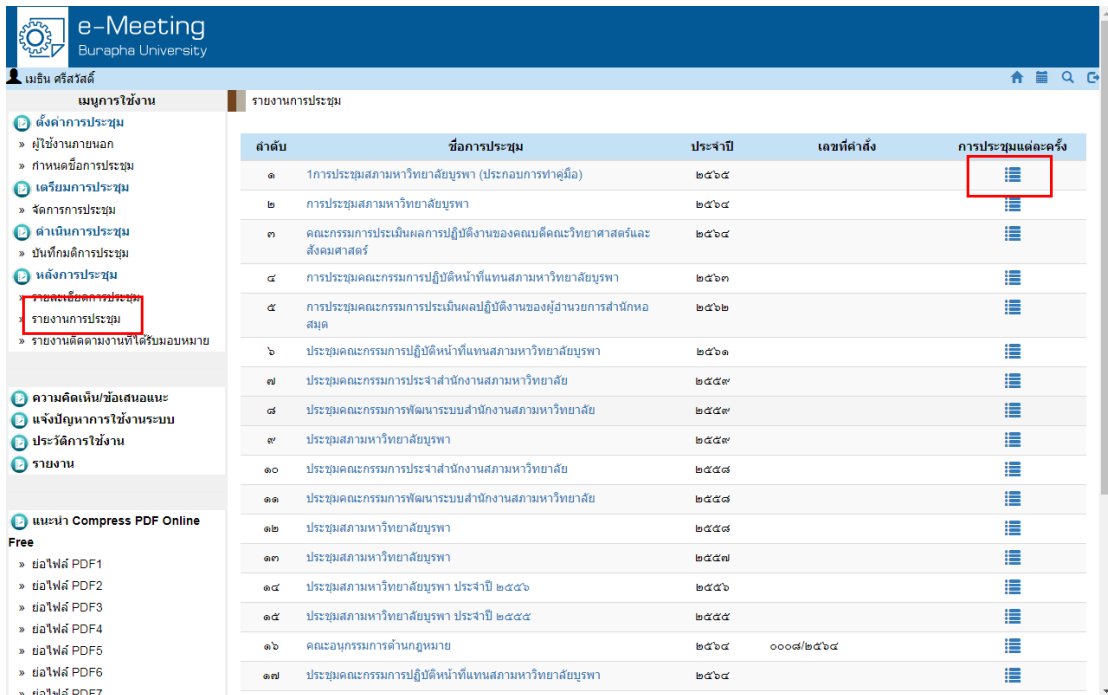 e-Meeting
Burapha University
เมธิน ศรีสวัสดิ์
เมนูการใช้งาน
ตั้งค่าการประชุม
» ผู้ใช้งานภายนอก
» กำหนดชื่อการประชุม
เตรียมการประชุม
» จัดการการประชุม
ดำเนินการประชุม
» บันทึกมติการประชุม
หลังการประชุม
» รายละเอียดการประชุม
» รายงานการประชุม
» รายงานติดตามงานที่ได้รับมอบหมาย
ความคิดเห็น/ข้อเสนอแนะ
แจ้งปัญหาการใช้งานระบบ
ประวัติการใช้งาน
รายงาน
แนะนำ Compress PDF Online
Free
» ย่อไฟล์ PDF1
» ย่อไฟล์ PDF2
» ย่อไฟล์ PDF3
» ย่อไฟล์ PDF4
» ย่อไฟล์ PDF5
» ย่อไฟล์ PDF6
» ย่อไฟล์ PDF7
รายงานการประชุม
ลำดับ ชื่อการประชุม ประจำปี เลขที่คำสั่ง การประชุมแต่ละครั้ง
๑ 1การประชุมสภามหาวิทยาลัยบูรพา (ประกอบการทำคู่มือ) ๒๕๖๕
๒ การประชุมสภามหาวิทยาลัยบูรพา ๒๕๖๔
๓ คณะกรรมการประเมินผลการปฏิบัติงานของคณบดีคณะวิทยาศาสตร์และ ๒๕๖๔
สังคมศาสตร์
๔ การประชุมคณะกรรมการปฏิบัติหน้าที่แทนสภามหาวิทยาลัยบูรพา ๒๕๖๓
๕ การประชุมคณะกรรมการประเมินผลปฏิบัติงานของผู้อำนวยการสำนักหอ ๒๕๖๒
สมุด
๖ ประชุมคณะกรรมการปฏิบัติหน้าที่แทนสภามหาวิทยาลัยบูรพา ๒๕๖๑
๗ ประชุมคณะกรรมการประจำสำนักงานสภามหาวิทยาลัย ๒๕๕๙
๘ ประชุมคณะกรรมการพัฒนาระบบสำนักงานสภามหาวิทยาลัย ๒๕๕๙
๙ ประชุมสภามหาวิทยาลัยบูรพา ๒๕๕๙
๑๐ ประชุมคณะกรรมการประจำสำนักงานสภามหาวิทยาลัย ๒๕๕๘
๑๑ ประชุมคณะกรรมการพัฒนาระบบสำนักงานสภามหาวิทยาลัย ๒๕๕๘
๑๒ ประชุมสภามหาวิทยาลัยบูรพา ๒๕๕๘
๑๓ ประชุมสภามหาวิทยาลัยบูรพา ๒๕๕๗
๑๔ ประชุมสภามหาวิทยาลัยบูรพา ประจำปี ๒๕๕๖ ๒๕๕๖
๑๕ ประชุมสภามหาวิทยาลัยบูรพา ประจำปี ๒๕๕๕ ๒๕๕๕
๑๖ คณะอนุกรรมการด้านกฎหมาย ๒๕๖๔ ๐๐๐๘/๒๕๖๔
๑๗ ประชุมคณะกรรมการปฏิบัติหน้าที่แทนสภามหาวิทยาลัยบูรพา ๒๕๖๔